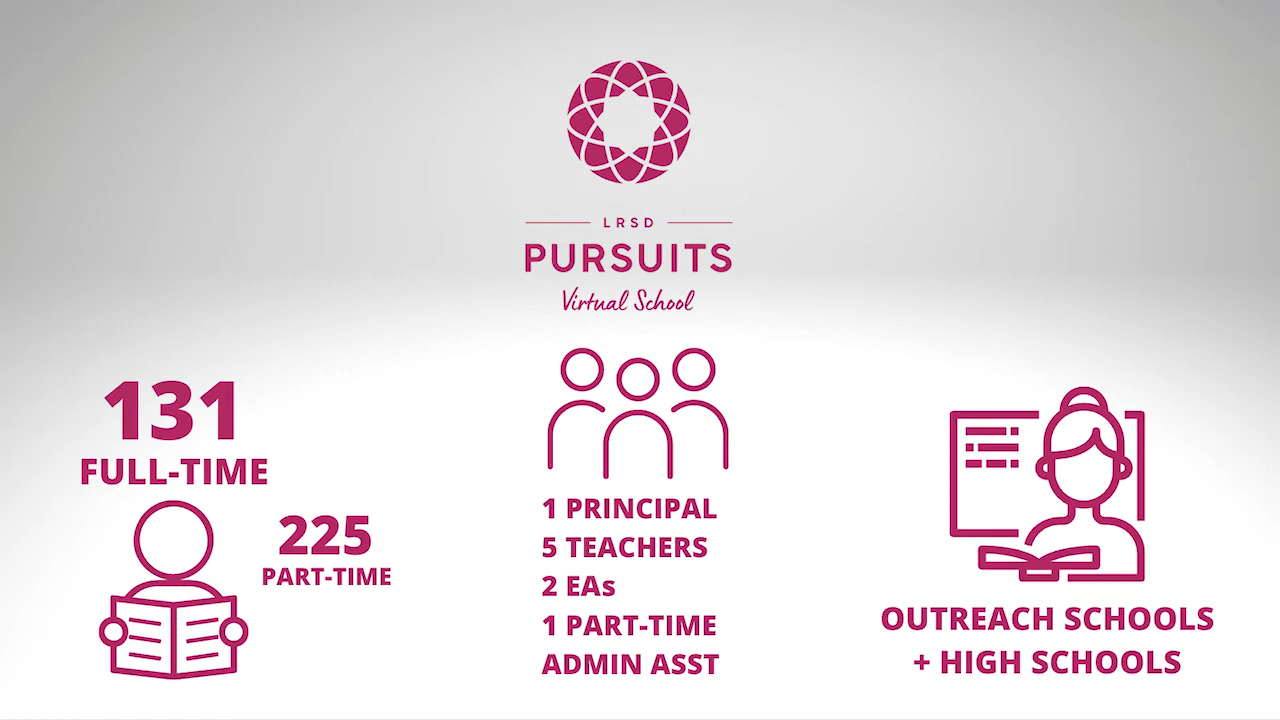 LRSD
PURSUITS
Virtual School
131
FULL-TIME
225
PART-TIME
1 PRINCIPAL
5 TEACHERS
2 EAs
1 PART-TIME
ADMIN ASST
OUTREACH SCHOOLS
+ HIGH SCHOOLS